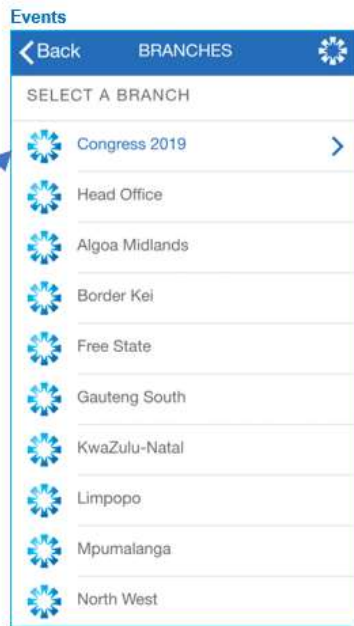 Events
Back BRANCHES
SELECT A BRANCH
Congress 2019
Head Office
Algoa Midlands
Border Kei
Free State
Gauteng South
KwaZulu-Natal
Limpopo
Mpumalanga
North West